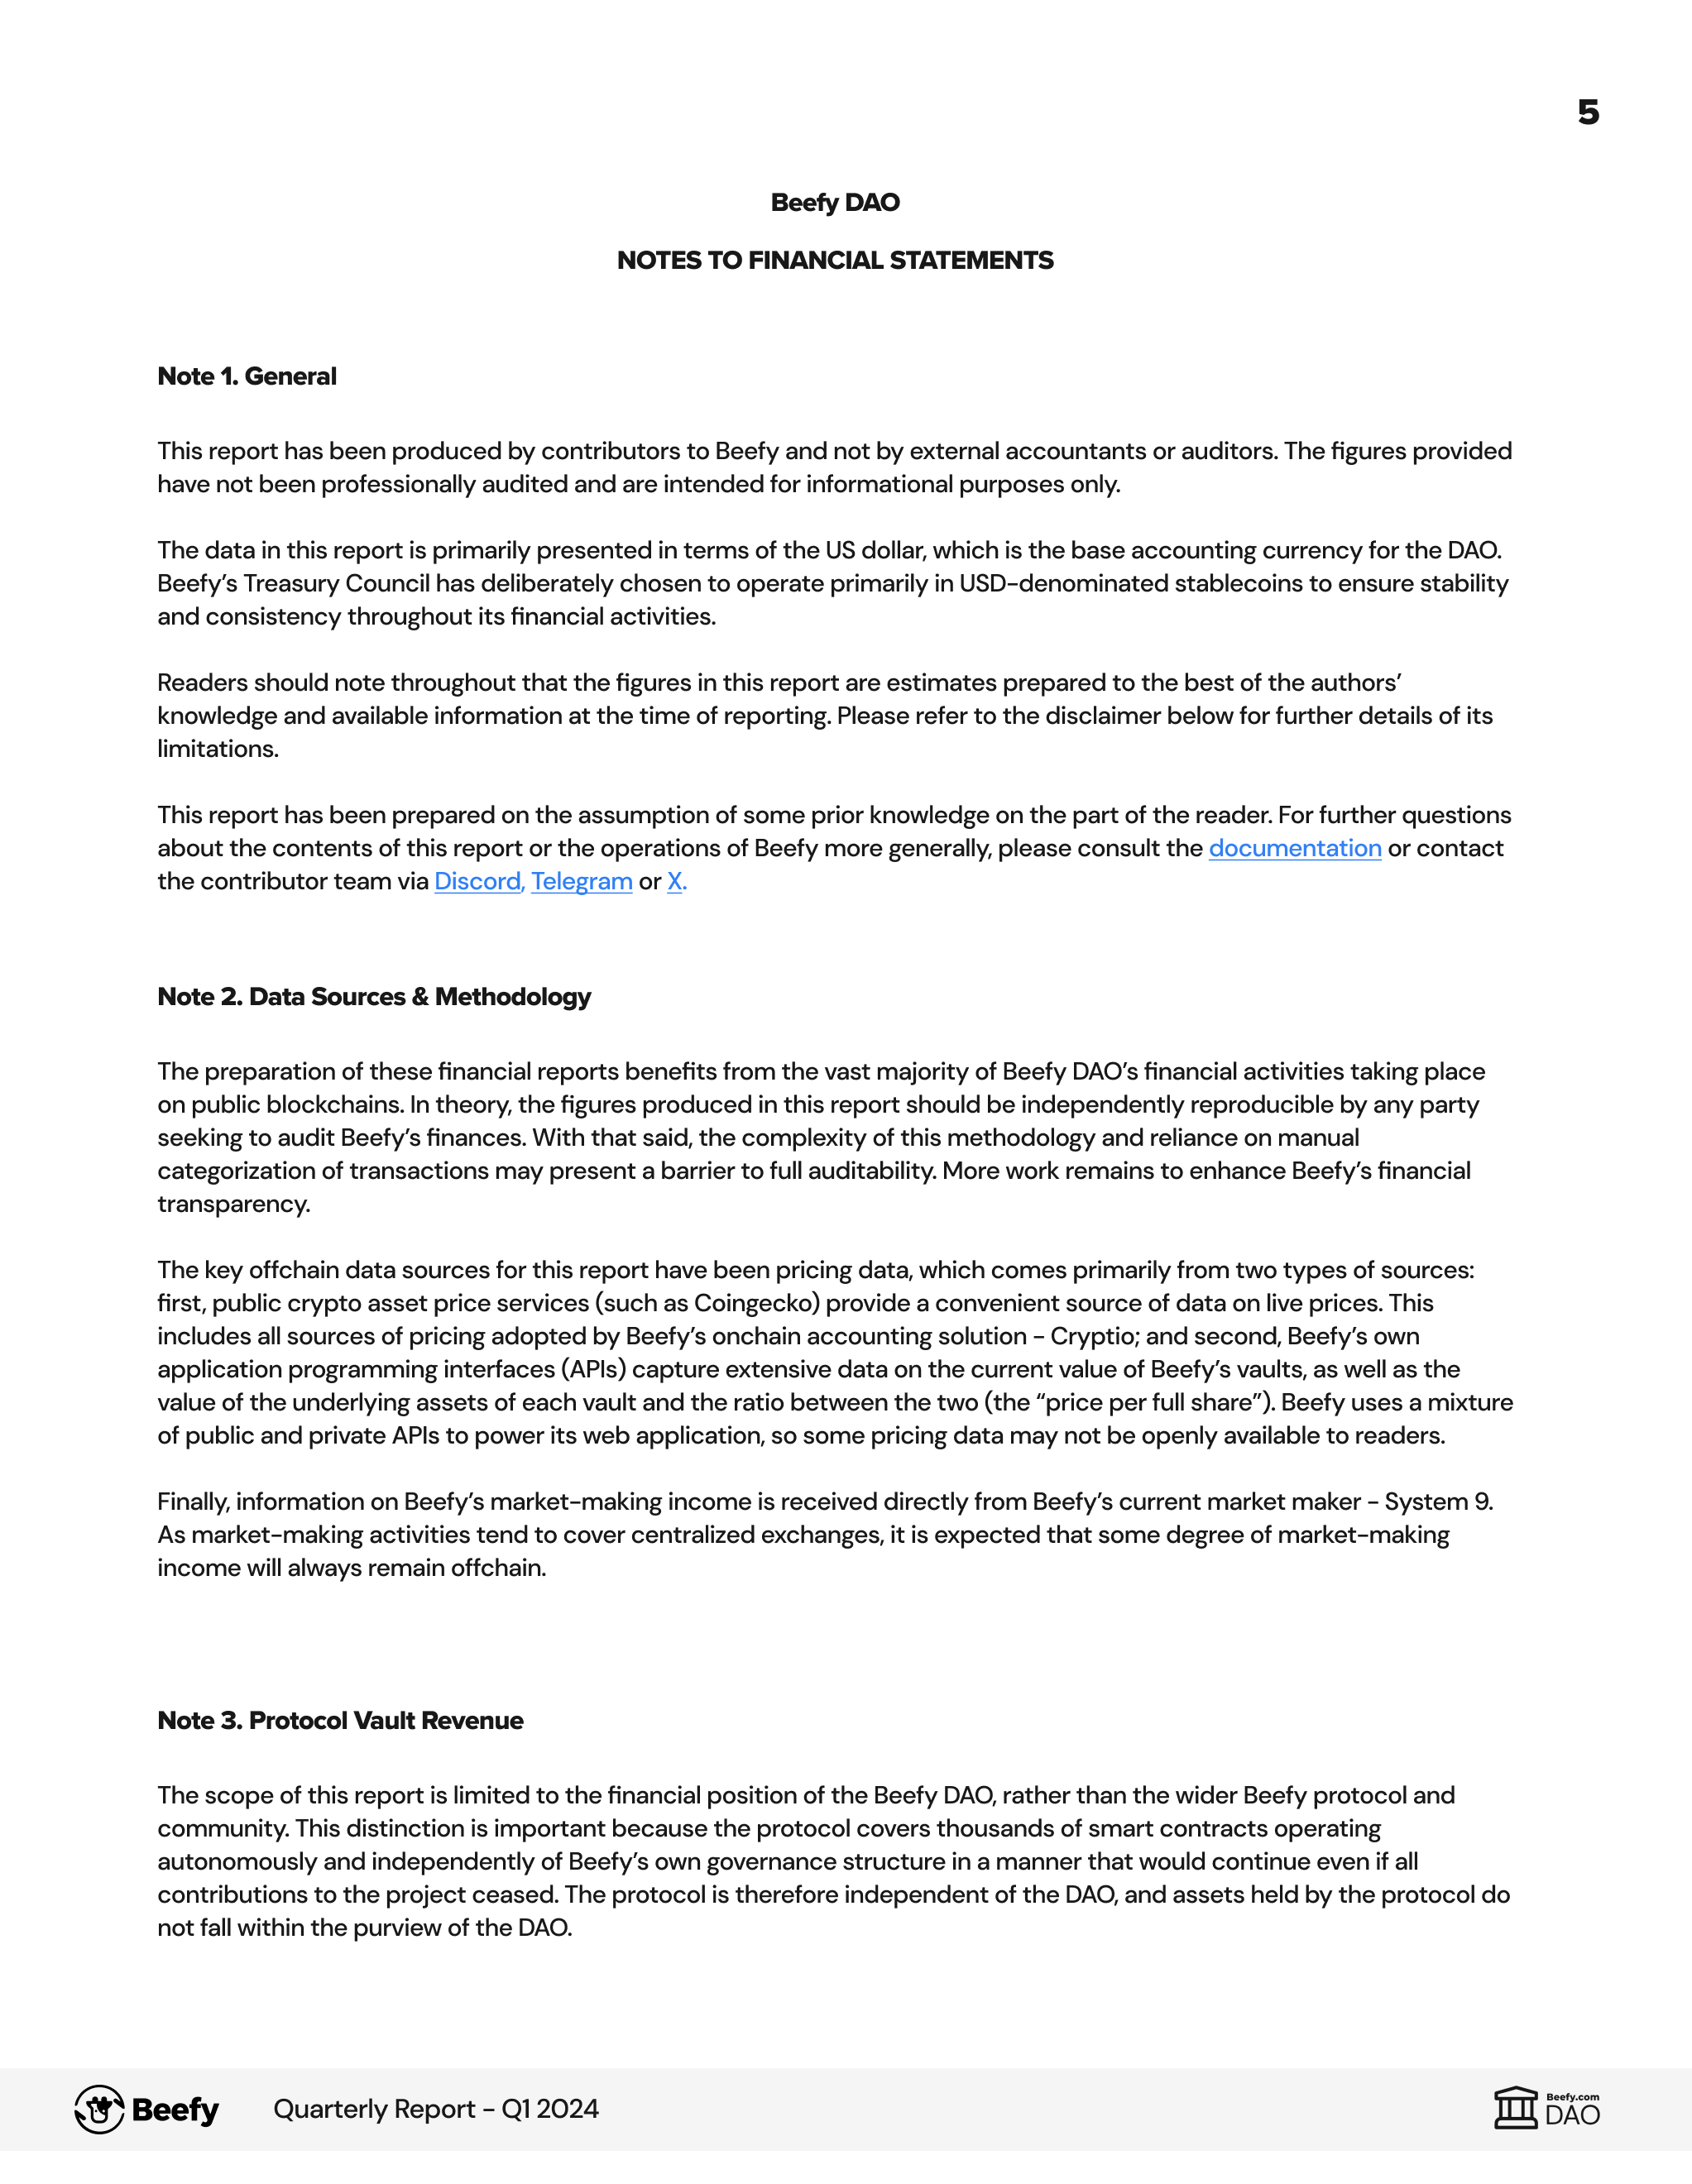 5
Beefy DAO
NOTES TO FINANCIAL STATEMENTS
Note 1. General
This report has been produced by contributors to Beefy and not by external accountants or auditors. The figures provided
have not been professionally audited and are intended for informational purposes only.
The data in this report is primarily presented in terms of the US dollar, which is the base accounting currency for the DAO.
Beefy’s Treasury Council has deliberately chosen to operate primarily in USD-denominated stablecoins to ensure stability
and consistency throughout its financial activities.
Readers should note throughout that the figures in this report are estimates prepared to the best of the authors’
knowledge and available information at the time of reporting. Please refer to the disclaimer below for further details of its
limitations.
This report has been prepared on the assumption of some prior knowledge on the part of the reader. For further questions
about the contents of this report or the operations of Beefy more generally, please consult the documentation or contact
the contributor team via Discord, Telegram or X.
Note 2. Data Sources & Methodology
The preparation of these financial reports benefits from the vast majority of Beefy DAO’s financial activities taking place
on public blockchains. In theory, the figures produced in this report should be independently reproducible by any party
seeking to audit Beefy’s finances. With that said, the complexity of this methodology and reliance on manual
categorization of transactions may present a barrier to full auditability. More work remains to enhance Beefy’s financial
transparency.
The key offchain data sources for this report have been pricing data, which comes primarily from two types of sources:
first, public crypto asset price services (such as Coingecko) provide a convenient source of data on live prices. This
includes all sources of pricing adopted by Beefy’s onchain accounting solution - Cryptio; and second, Beefy’s own
application programming interfaces (APIs) capture extensive data on the current value of Beefy’s vaults, as well as the
value of the underlying assets of each vault and the ratio between the two (the “price per full share”). Beefy uses a mixture
of public and private APIs to power its web application, so some pricing data may not be openly available to readers.
Finally, information on Beefy’s market-making income is received directly from Beefy’s current market maker - System 9.
As market-making activities tend to cover centralized exchanges, it is expected that some degree of market-making
income will always remain offchain.
Note 3. Protocol Vault Revenue
The scope of this report is limited to the financial position of the Beefy DAO, rather than the wider Beefy protocol and
community. This distinction is important because the protocol covers thousands of smart contracts operating
autonomously and independently of Beefy’s own governance structure in a manner that would continue even if all
contributions to the project ceased. The protocol is therefore independent of the DAO, and assets held by the protocol do
not fall within the purview of the DAO.
Beefy Quarterly Report - Q1 2024
Beefy.com
DAO